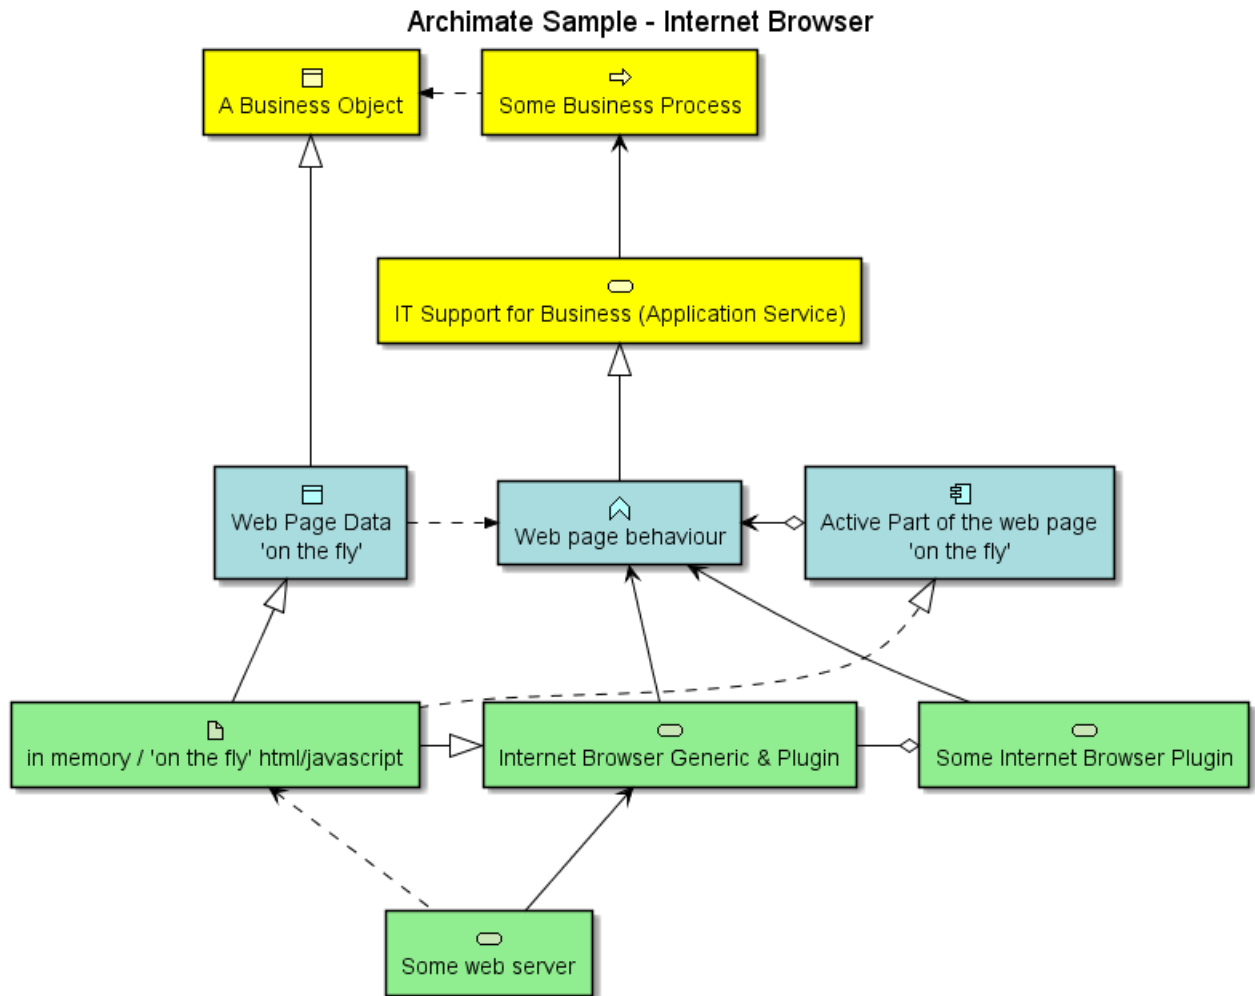 Archimate Sample - Internet Browser
A Business Object
Some Business Process
IT Support for Business (Application Service)
Web Page Data
'on the fly'
Web page behaviour
Active Part of the web page
'on the fly'
in memory / 'on the fly' html/javascript
Internet Browser Generic & Plugin
Some Internet Browser Plugin
Some web server